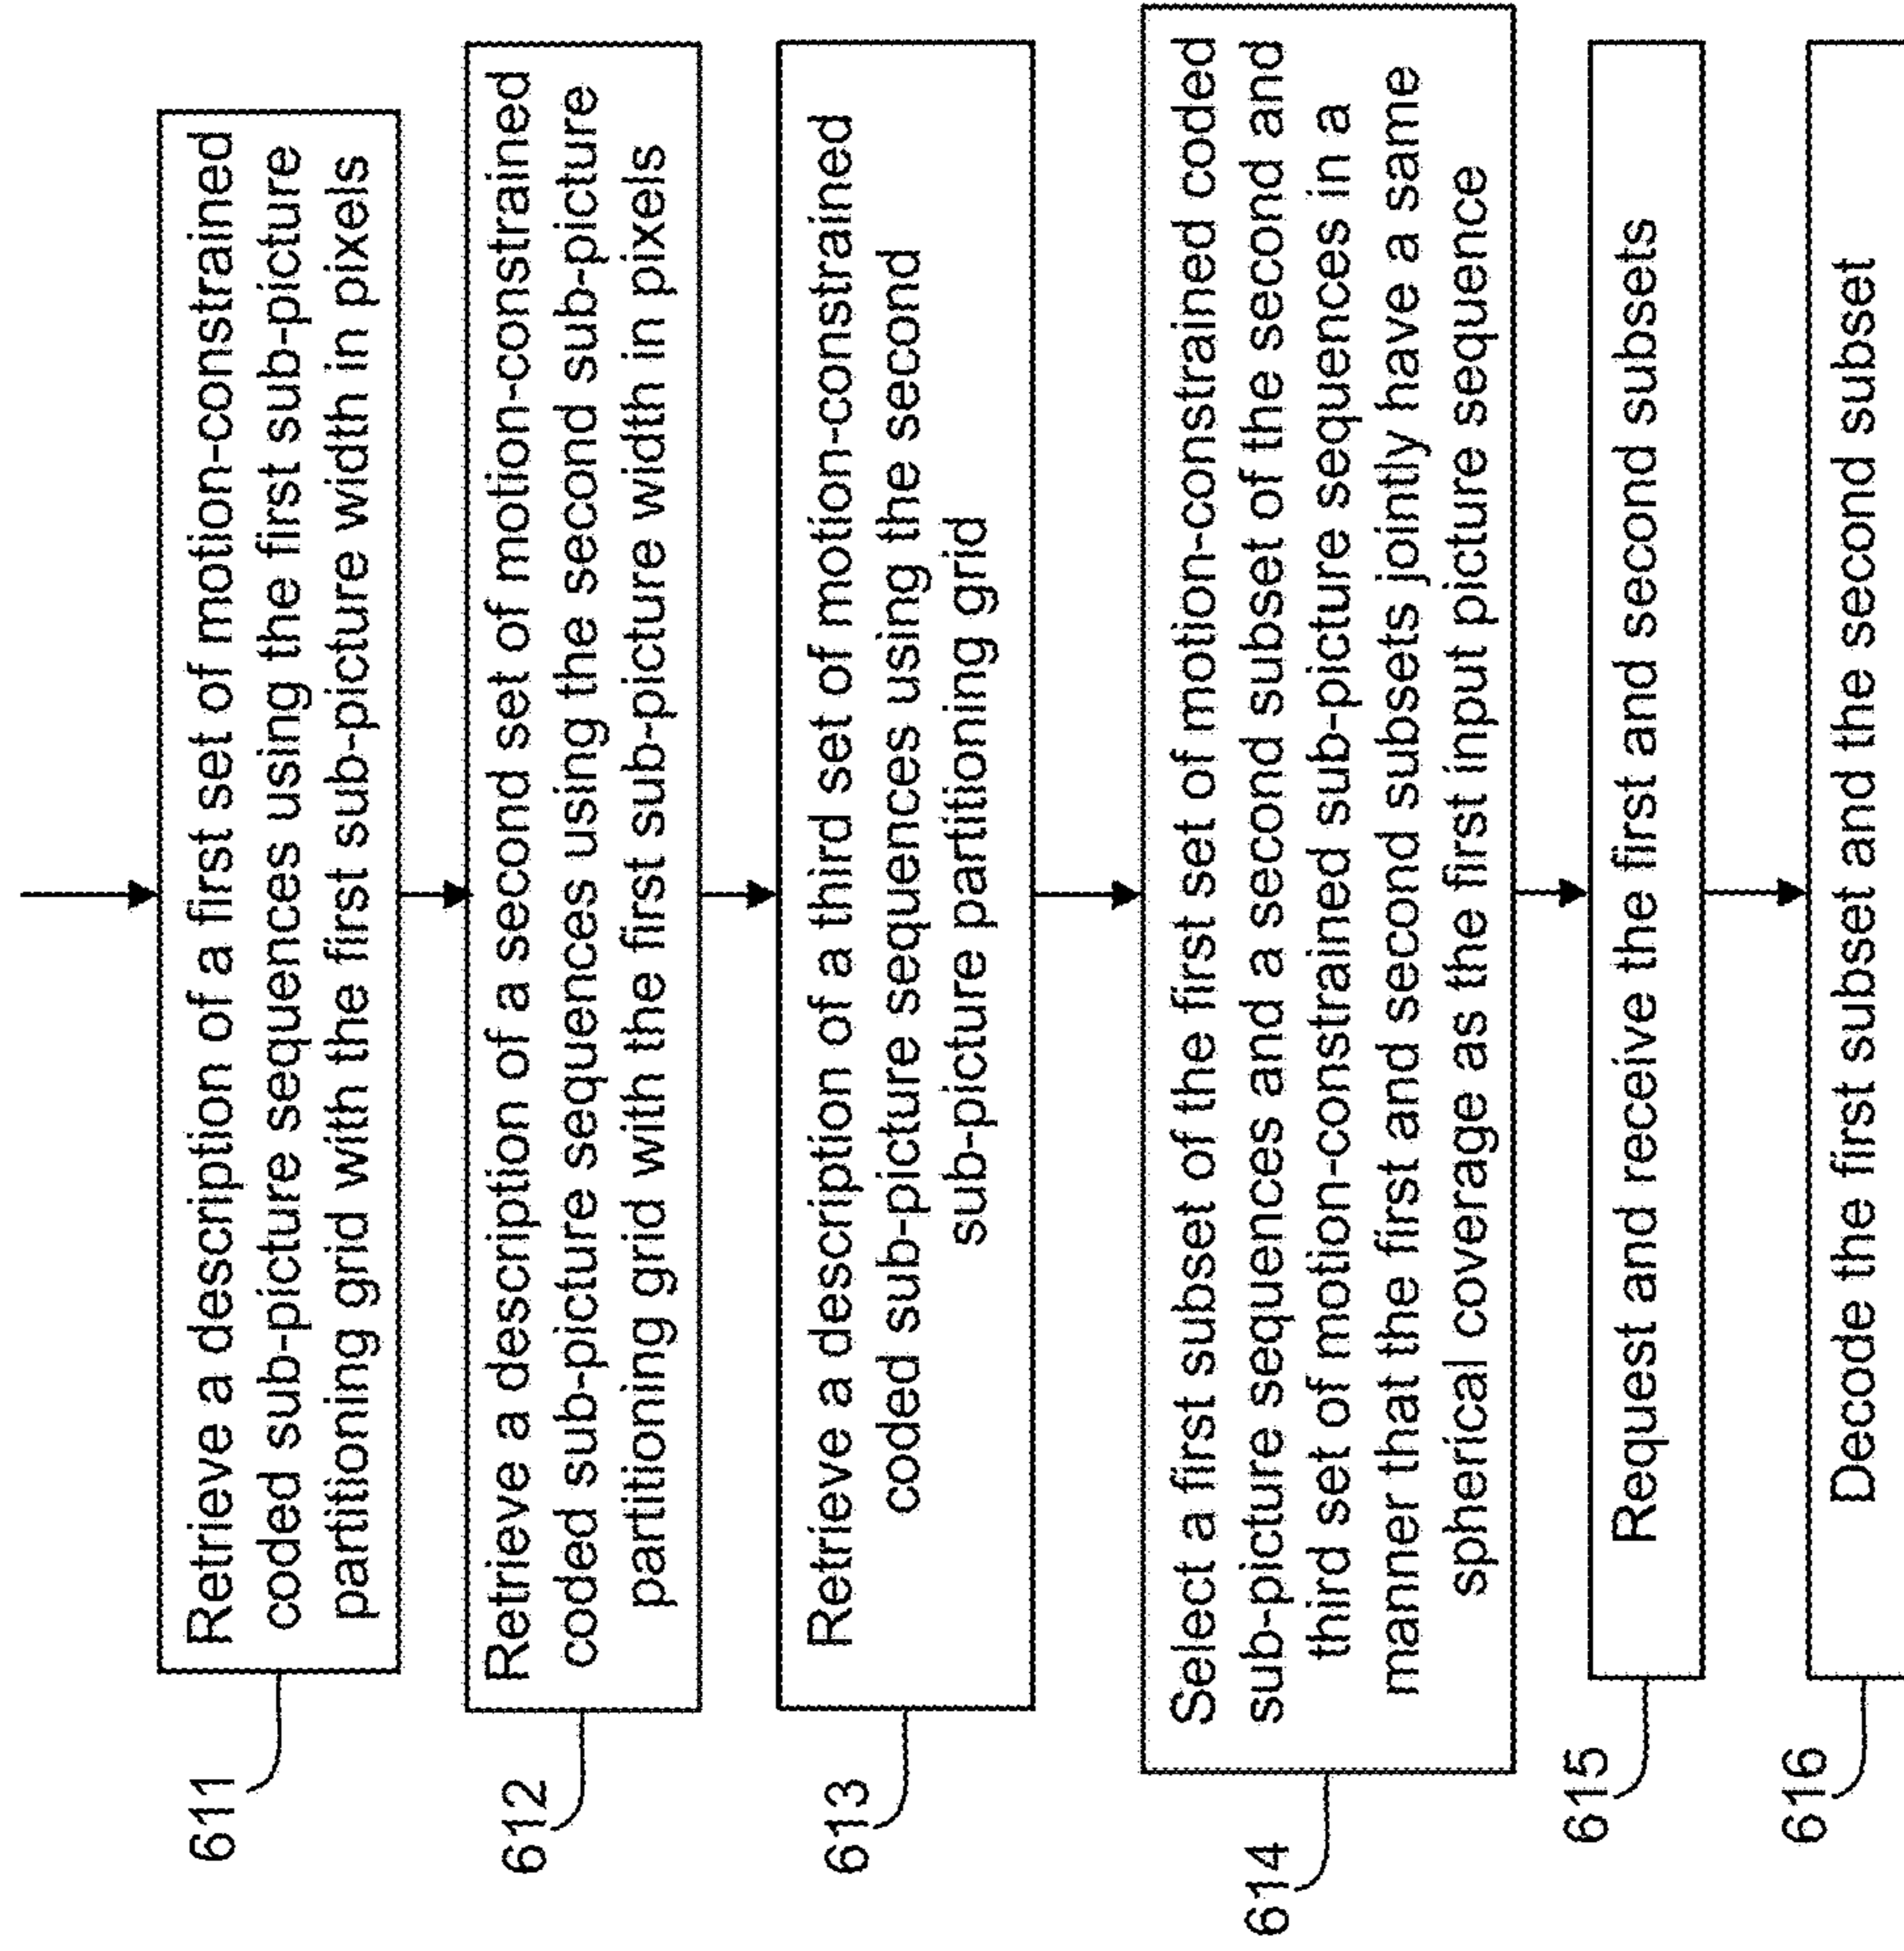 611
Retrieve a description of a first set of motion-constrained
coded sub-picture sequences using the first sub-picture
partitioning grid with the first sub-picture width in pixels
612
Retrieve a description of a second set of motion-constrained
coded sub-picture sequences using the second sub-picture
partitioning grid with the first sub-picture width in pixels
613
Retrieve a description of a third set of motion-constrained
coded sub-picture sequences using the second
sub-picture partitioning grid
614
Select a first subset of the first set of motion-constrained coded
sub-picture sequences and a second subset of the second and
third set of motion-constrained sub-picture sequences in a
manner that the first and second subsets jointly have a same
spherical coverage as the first input picture sequence
615
Request and receive the first and second subsets
616
Decode the first subset and the second subset